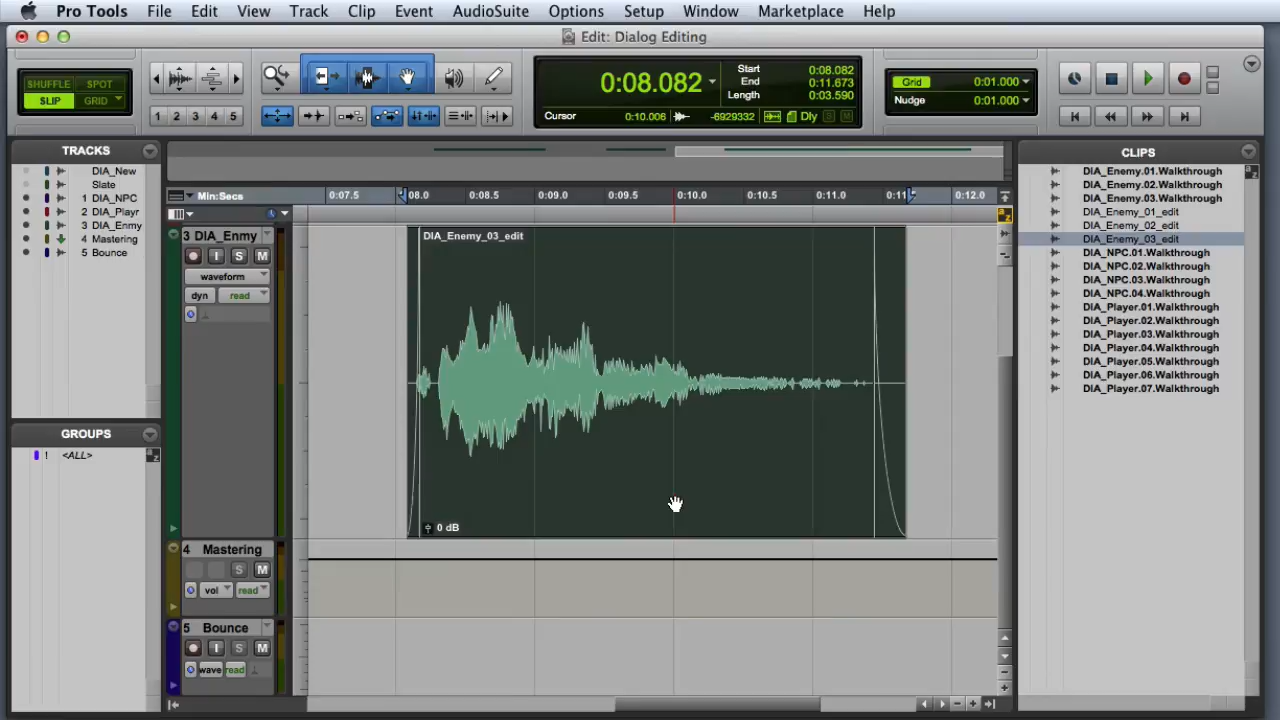 Pro Tools File Edit View Track Clip Event AudioSuite Options Setup Window Marketplace Help
Edit: Dialog Editing
SHUFFLE SPOT
SLIP GRID
1 2 3 4 5
0:08.082
Start 0:08.082
End 0:11.673
Length 0:03.590
Cursor 0:10.006 -6929332 Dly S M
Grid 0:01.000
Nudge 0:01.000
TRACKS
DIA_New
Slate
1 DIA_NPC
2 DIA_Playr
3 DIA_Enmy
4 Mastering
5 Bounce
GROUPS
! <ALL>
a z
Min:Secs 0:07.5 08.0 0:08.5 0:09.0 0:09.5 0:10.0 0:10.5 0:11.0 0:11 0:12.0
a z
3 DIA_Enmy
I S M
waveform
dyn read
DIA_Enemy_03_edit
0 dB
4 Mastering
S M
vol read
5 Bounce
I S M
wave read
CLIPS
a z
DIA_Enemy.01.Walkthrough
DIA_Enemy.02.Walkthrough
DIA_Enemy.03.Walkthrough
DIA_Enemy_01_edit
DIA_Enemy_02_edit
DIA_Enemy_03_edit
DIA_NPC.01.Walkthrough
DIA_NPC.02.Walkthrough
DIA_NPC.03.Walkthrough
DIA_NPC.04.Walkthrough
DIA_Player.01.Walkthrough
DIA_Player.02.Walkthrough
DIA_Player.03.Walkthrough
DIA_Player.04.Walkthrough
DIA_Player.05.Walkthrough
DIA_Player.06.Walkthrough
DIA_Player.07.Walkthrough